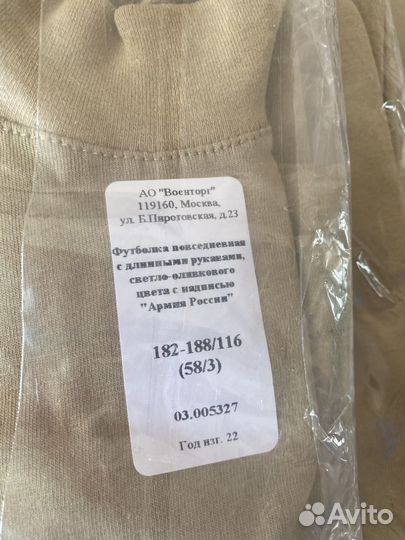 АО "Военторг"
119160, Москва,
ул. Б.Пироговская, д.23
Футболка повседневная
с длинными рукавами,
светло-оливкового
цвета с надписью
"Армия России"
182-188/116
(58/3)
03.005327
Год изг. 22
Avito